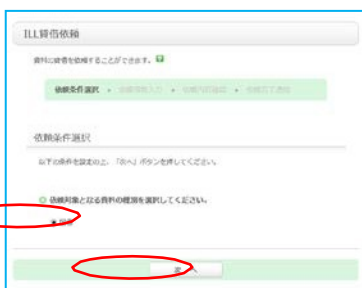 ILL貸借依頼
資料に貸借を依頼することができます。
依頼条件選択
依頼条件選択
以下の条件を設定の上、「次へ」ボタンを押してください。
依頼対象となる資料の種別を選択してください。
次へ